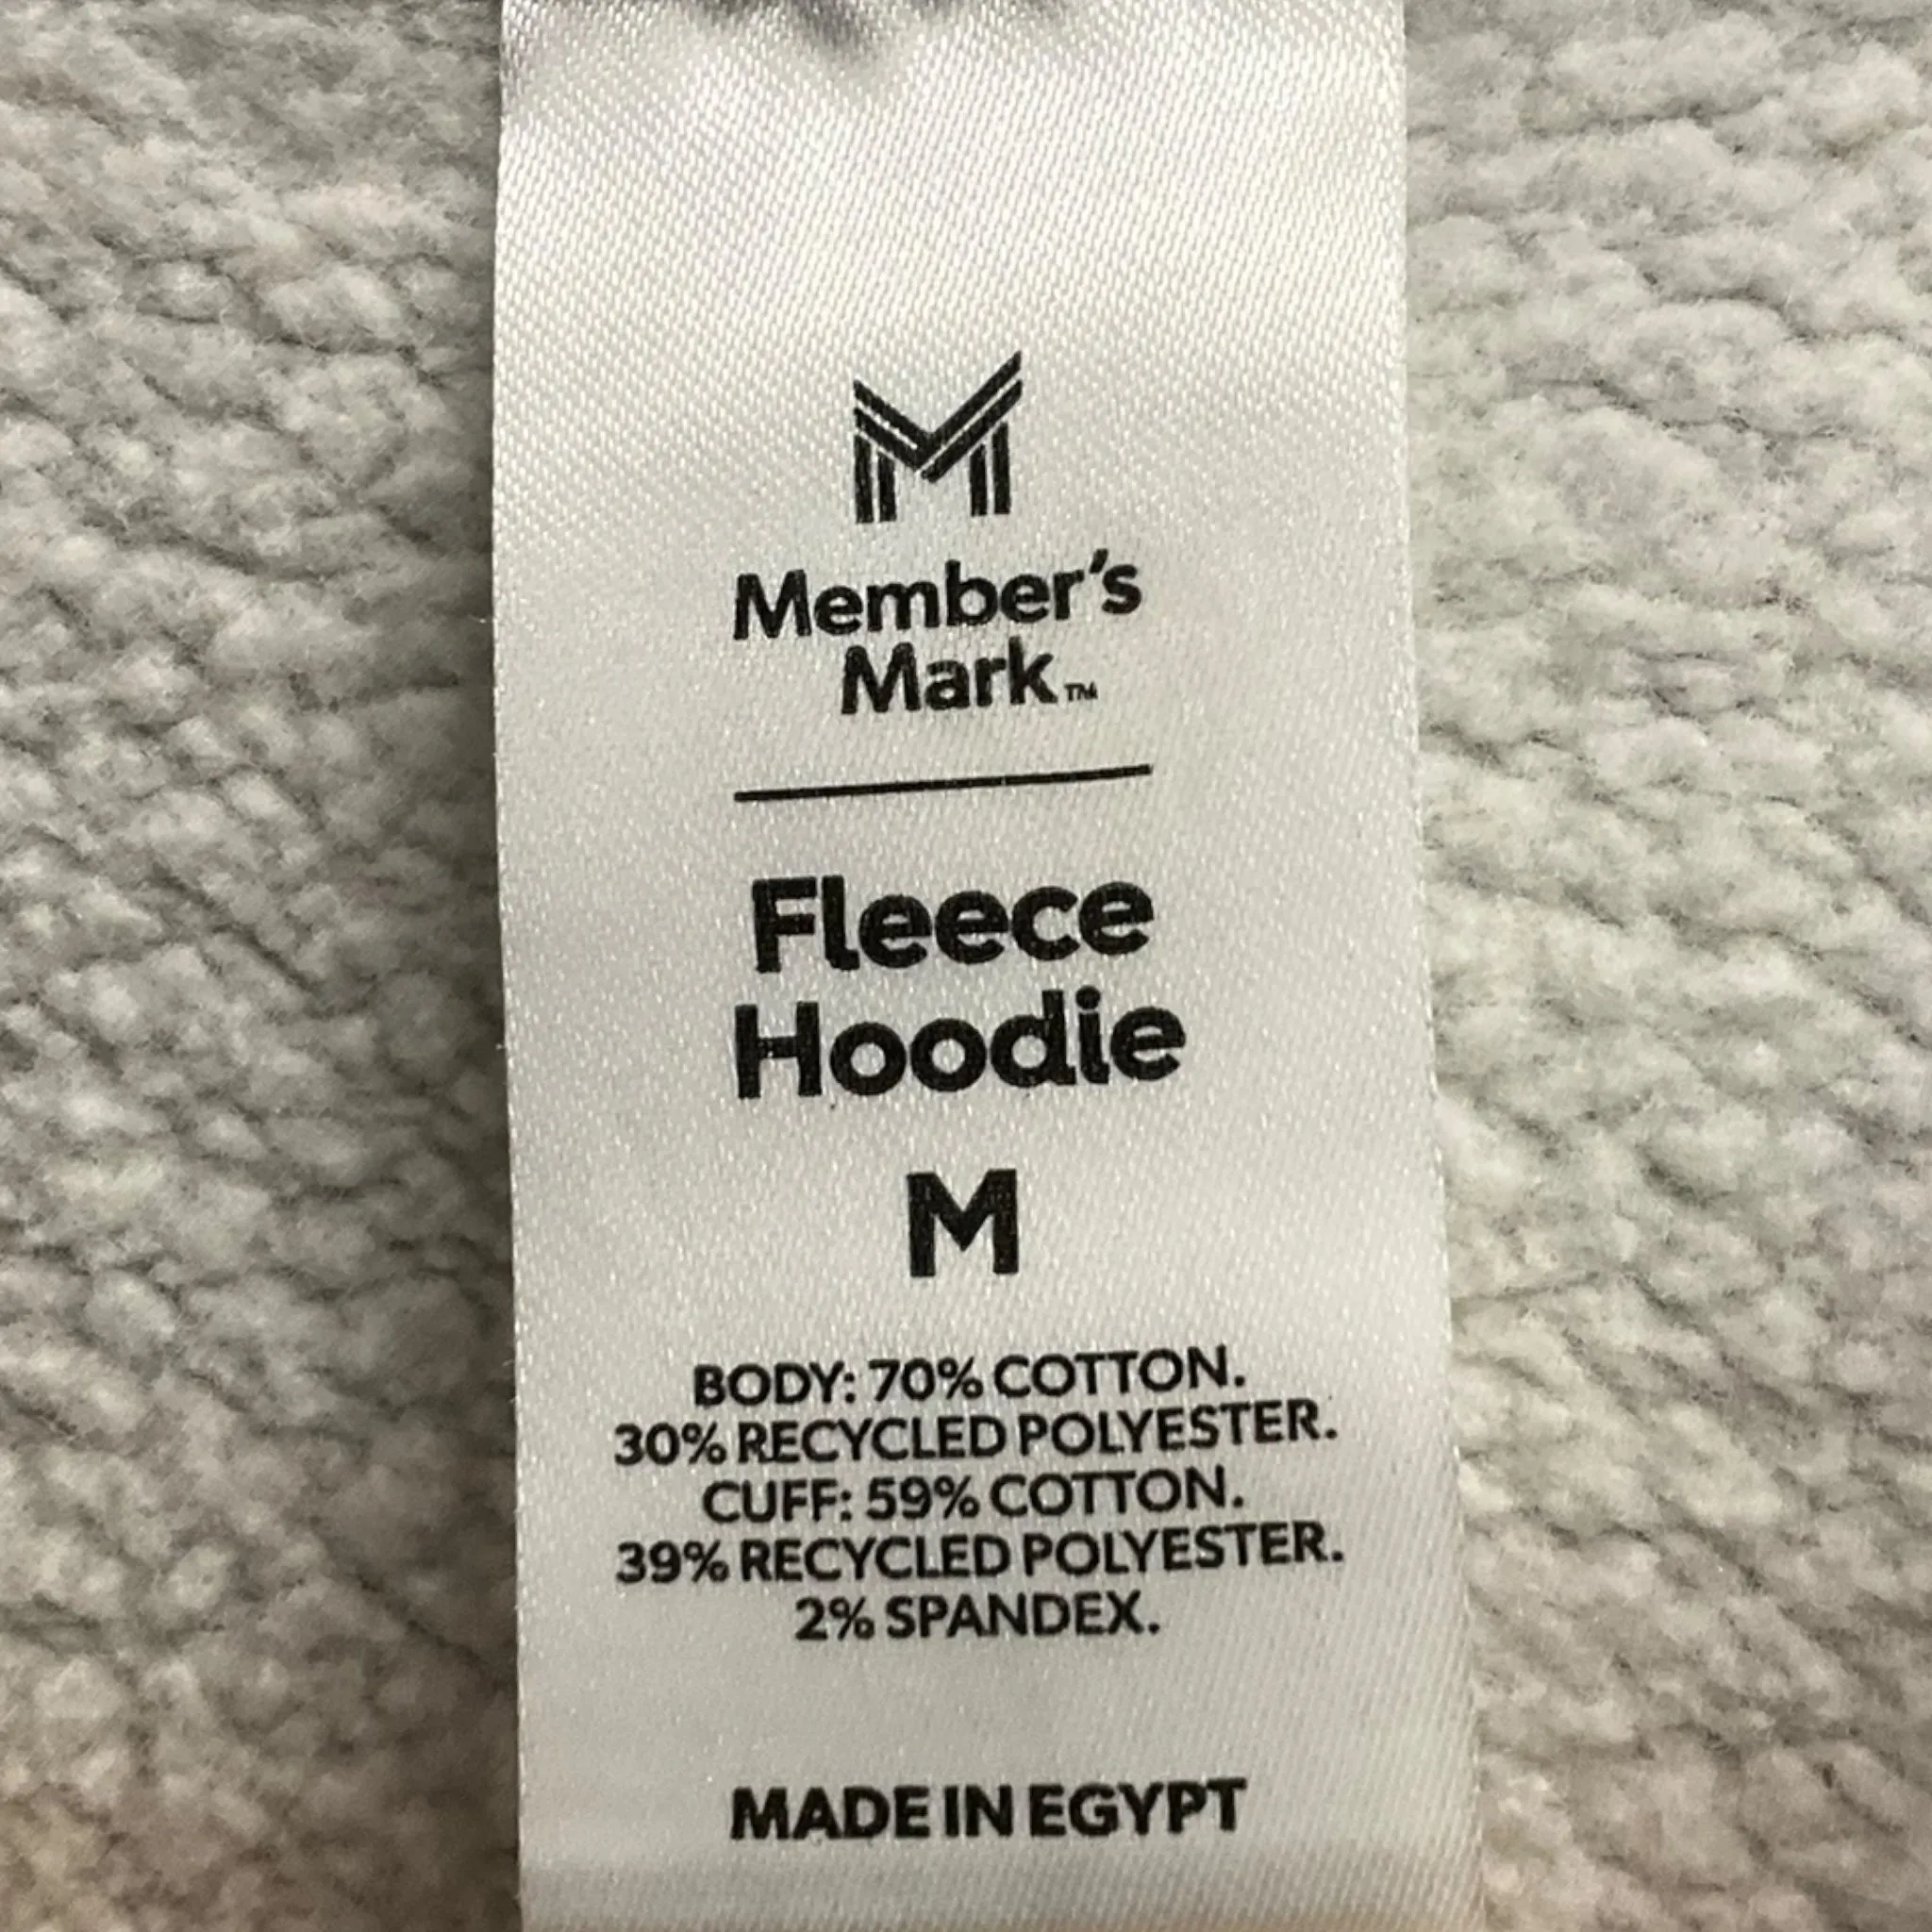 Member's
Mark™
Fleece
Hoodie
M
BODY: 70% COTTON.
30% RECYCLED POLYESTER.
CUFF: 59% COTTON.
39% RECYCLED POLYESTER.
2% SPANDEX.
MADE IN EGYPT